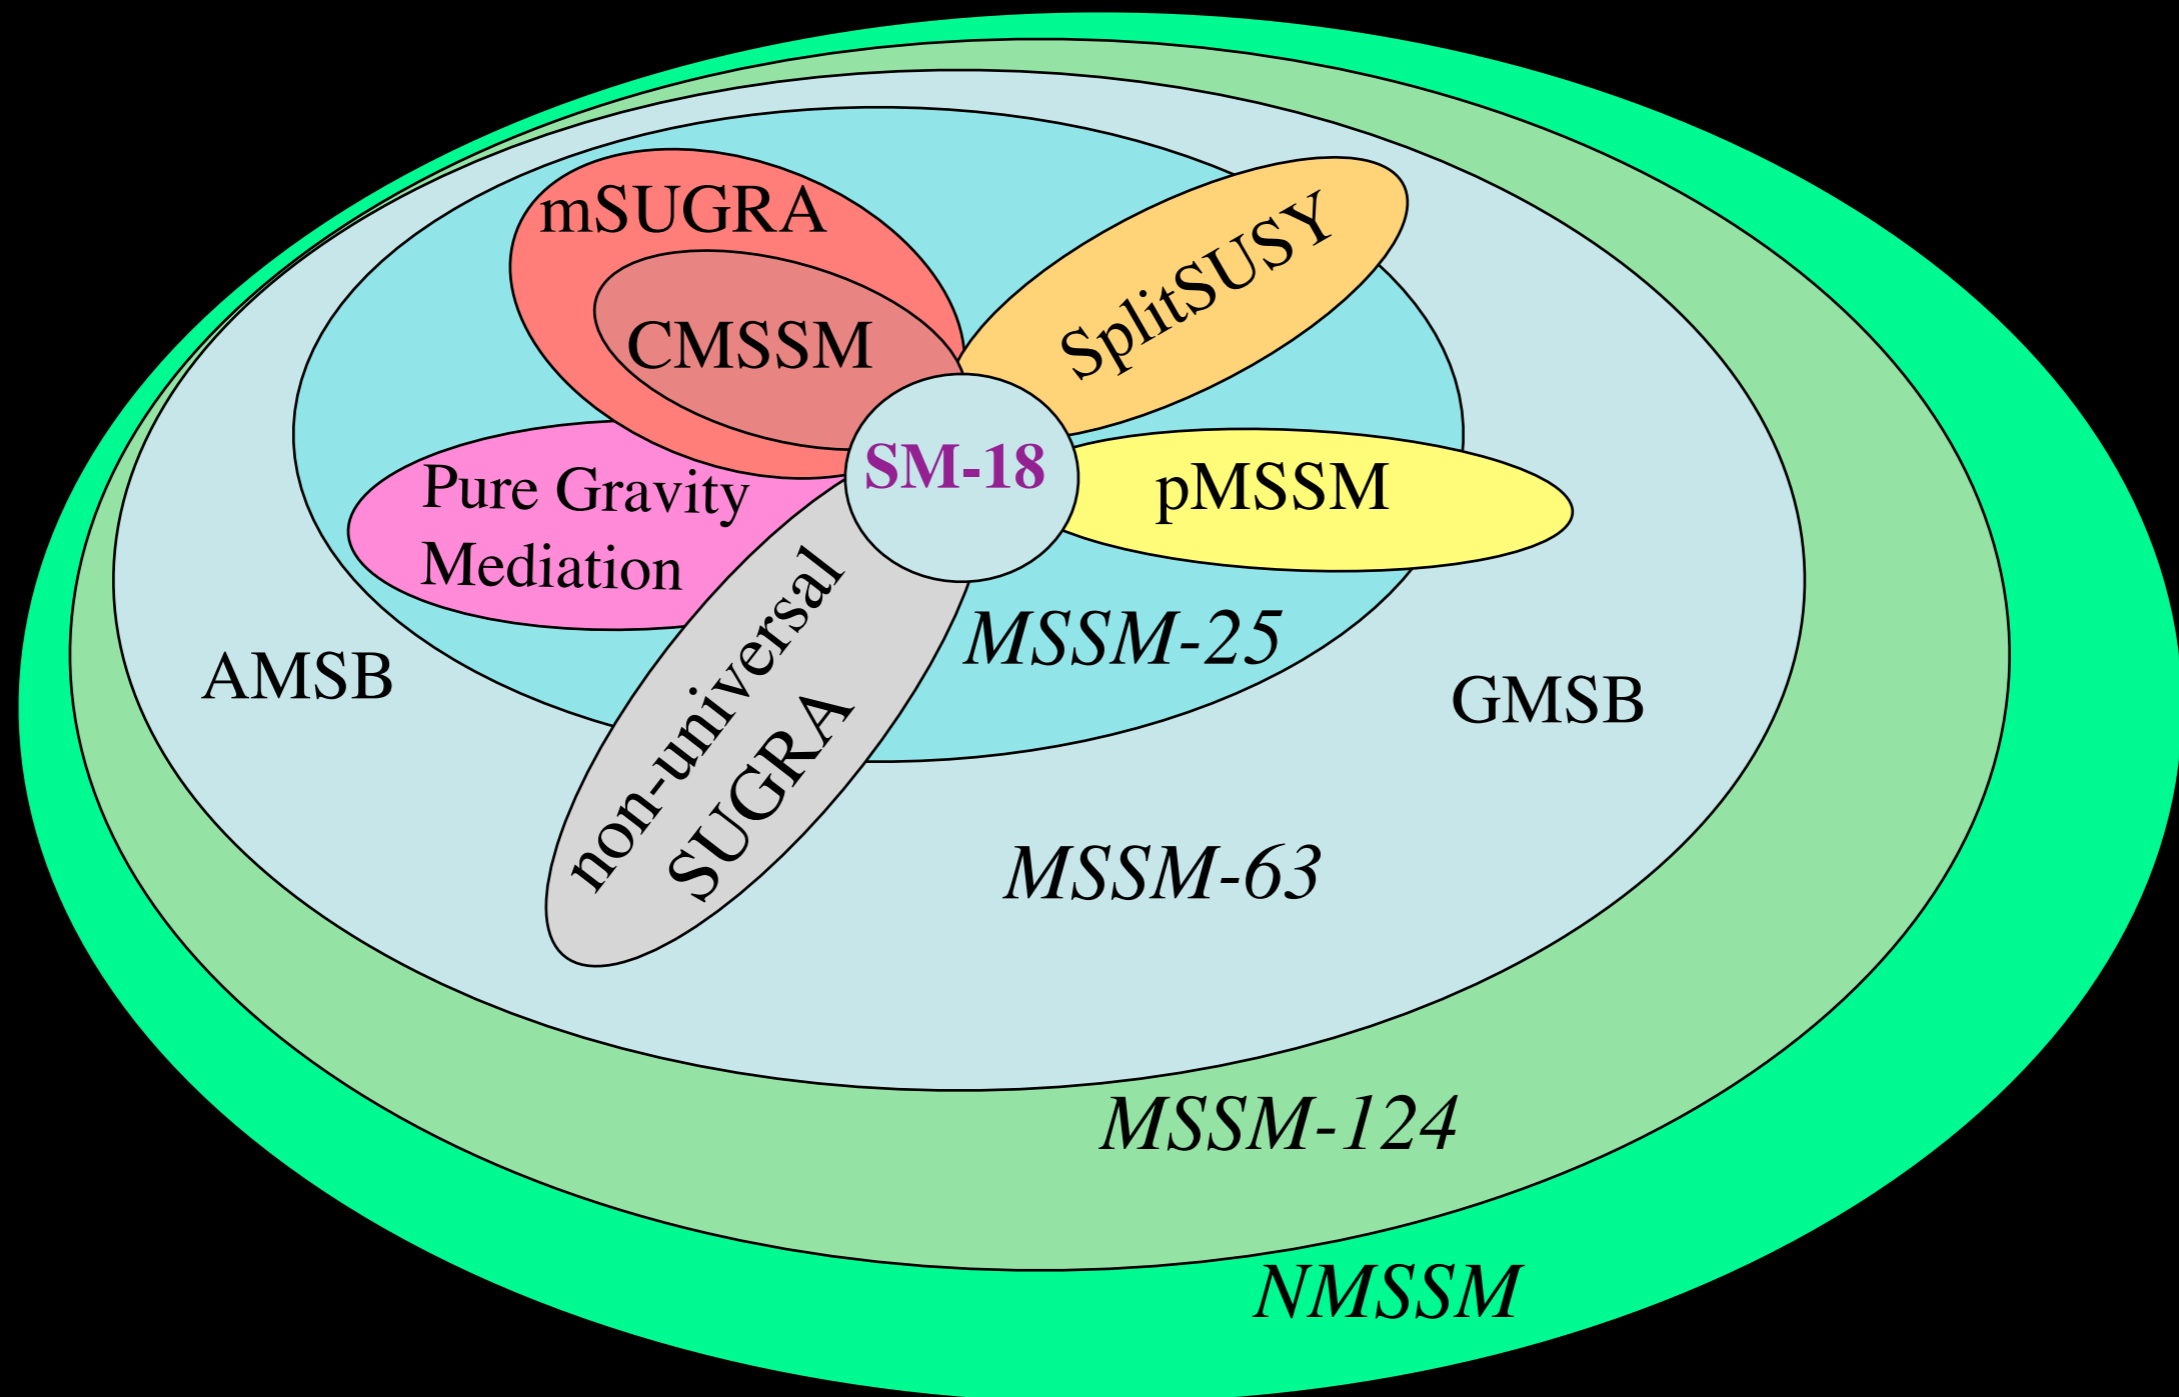 mSUGRA
SplitSUSY
CMSSM
SM-18
pMSSM
Pure Gravity
Mediation
non-universal
SUGRA
MSSM-25
AMSB
GMSB
MSSM-63
MSSM-124
NMSSM